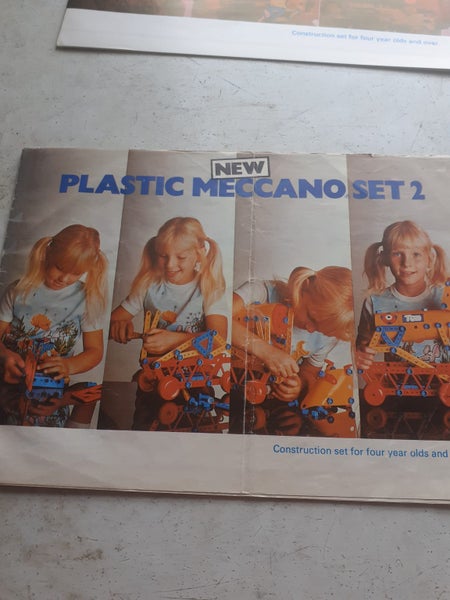 Construction set for four year olds and over.
NEW
PLASTIC MECCANO SET 2
Construction set for four year olds and